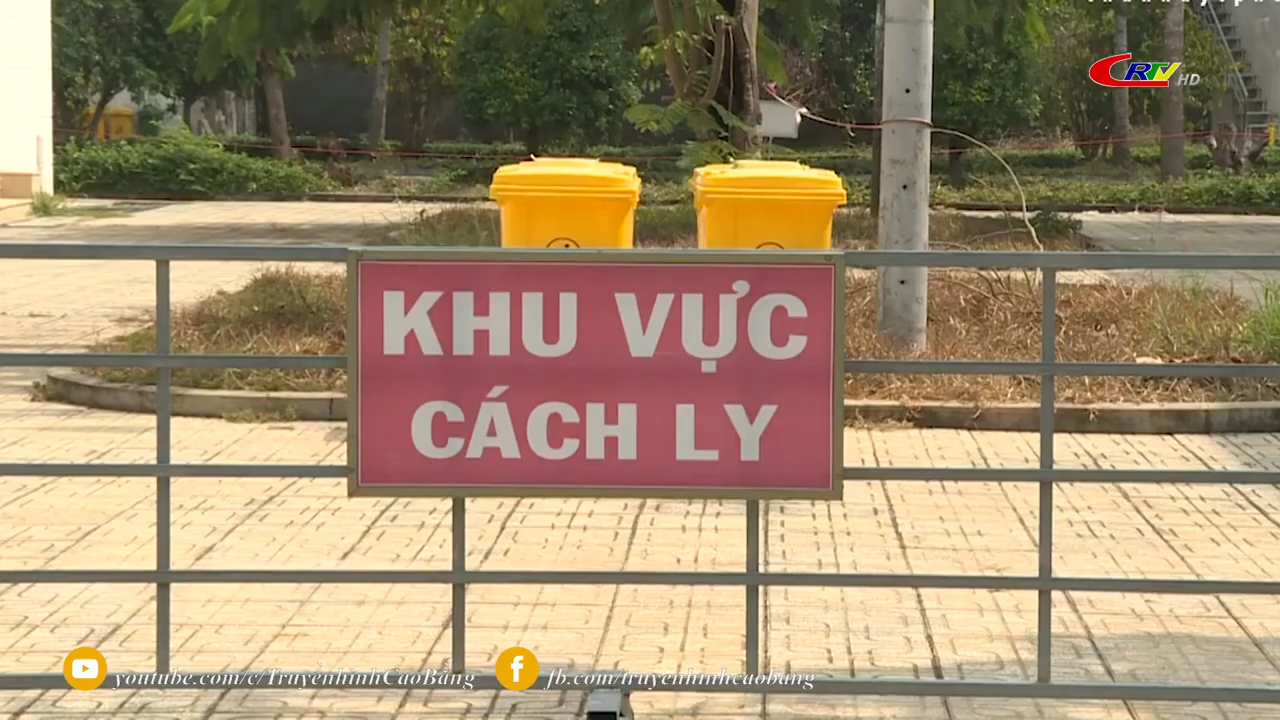 CRTV HD
KHU VỰC
CÁCH LY
youtube.com/c/TruyềnhìnhCaoBằng
fb.com/truyenhinhcaobang